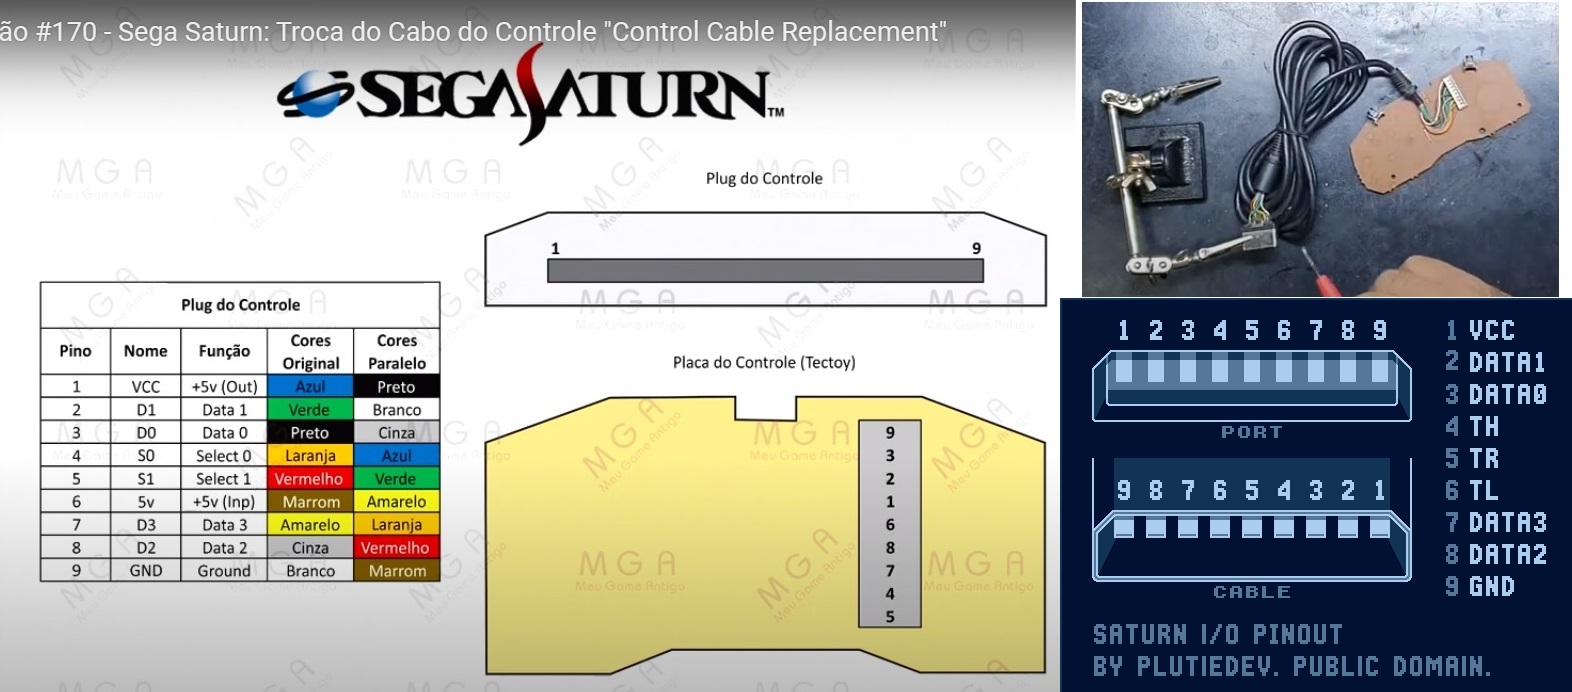 ão #170 - Sega Saturn: Troca do Cabo do Controle "Control Cable Replacement"
SEGA SATURN™
Plug do Controle
1 9
Plug do Controle
Pino Nome Função Cores Original Cores Paralelo
1 VCC +5v (Out) Azul Preto
2 D1 Data 1 Verde Branco
3 D0 Data 0 Preto Cinza
4 S0 Select 0 Laranja Azul
5 S1 Select 1 Vermelho Verde
6 5v +5v (Inp) Marrom Amarelo
7 D3 Data 3 Amarelo Laranja
8 D2 Data 2 Cinza Vermelho
9 GND Ground Branco Marrom
Placa do Controle (Tectoy)
9
3
2
1
6
8
7
4
5
MGA
Meu Game Antigo
1 2 3 4 5 6 7 8 9
PORT
9 8 7 6 5 4 3 2 1
CABLE
1 VCC
2 DATA1
3 DATA0
4 TH
5 TR
6 TL
7 DATA3
8 DATA2
9 GND
SATURN I/O PINOUT
BY PLUTIEDEV. PUBLIC DOMAIN.